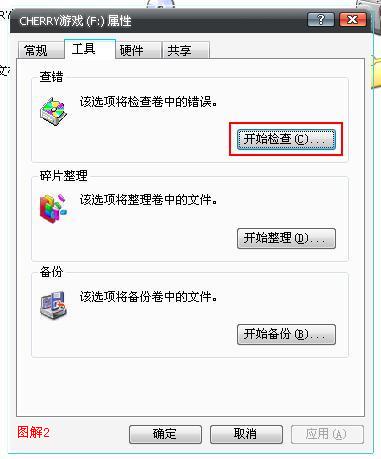 CHERRY游戏 (F:) 属性
常规 工具 硬件 共享
查错
该选项将检查卷中的错误。
开始检查(C)...
碎片整理
该选项将整理卷中的文件。
开始整理(D)...
备份
该选项将备份卷中的文件。
开始备份(B)...
图解2 确定 取消 应用(A)